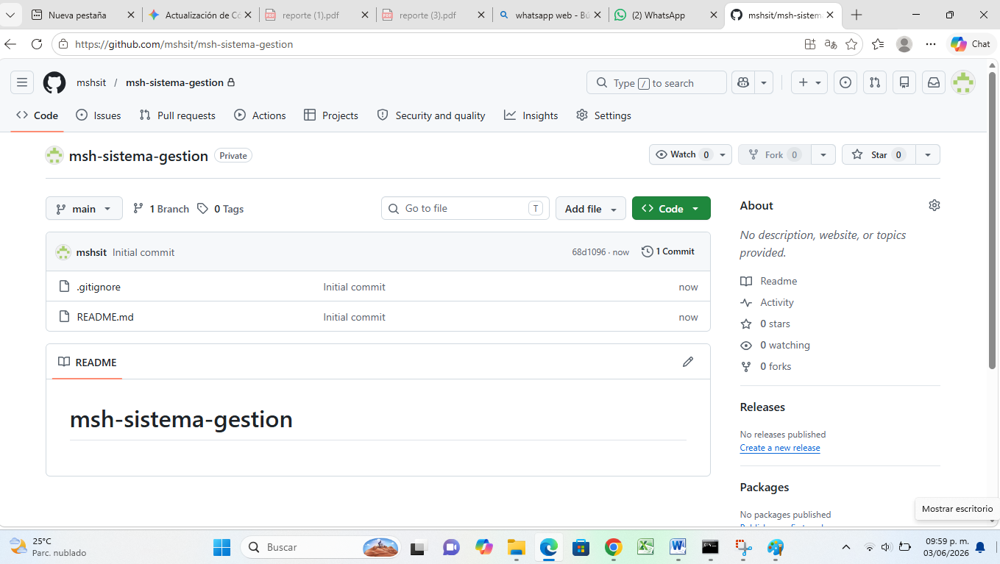 Nueva pestaña
Actualización de Có
reporte (1).pdf
reporte (3).pdf
whatsapp web - Bú
(2) WhatsApp
mshsit/msh-sistema
https://github.com/mshsit/msh-sistema-gestion
Chat
mshsit / msh-sistema-gestion
Type / to search
Code
Issues
Pull requests
Actions
Projects
Security and quality
Insights
Settings
msh-sistema-gestion
Private
Watch 0
Fork 0
Star 0
main
1 Branch
0 Tags
Go to file
T
Add file
Code
mshsit Initial commit
68d1096 · now
1 Commit
.gitignore
Initial commit
now
README.md
Initial commit
now
README
msh-sistema-gestion
About
No description, website, or topics
provided.
Readme
Activity
0 stars
0 watching
0 forks
Releases
No releases published
Create a new release
Packages
No packages published
Mostrar escritorio
25°C
Parc. nublado
Buscar
09:59 p. m.
03/06/2026